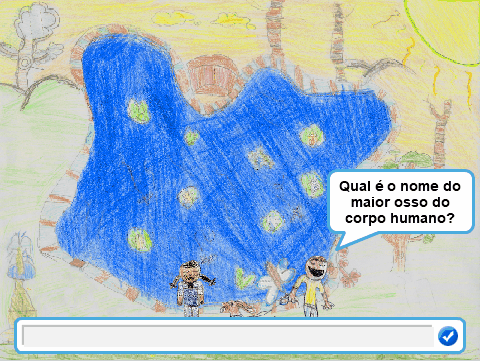 Qual é o nome do
maior osso do
corpo humano?